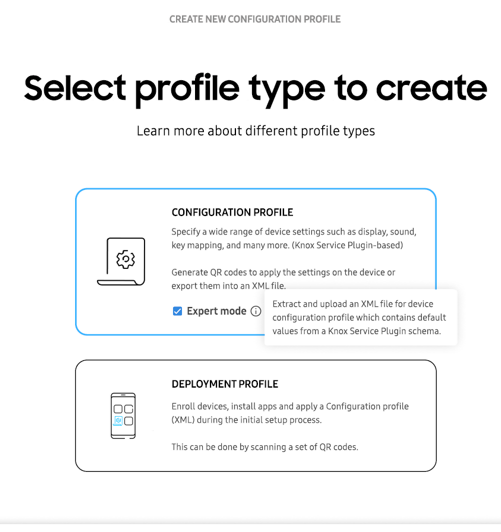 CREATE NEW CONFIGURATION PROFILE
Select profile type to create
Learn more about different profile types
CONFIGURATION PROFILE
Specify a wide range of device settings such as display, sound,
key mapping, and many more. (Knox Service Plugin-based)
Generate QR codes to apply the settings on the device or
export them into an XML file.
Expert mode
Extract and upload an XML file for device
configuration profile which contains default
values from a Knox Service Plugin schema.
DEPLOYMENT PROFILE
Enroll devices, install apps and apply a Configuration profile
(XML) during the initial setup process.
This can be done by scanning a set of QR codes.